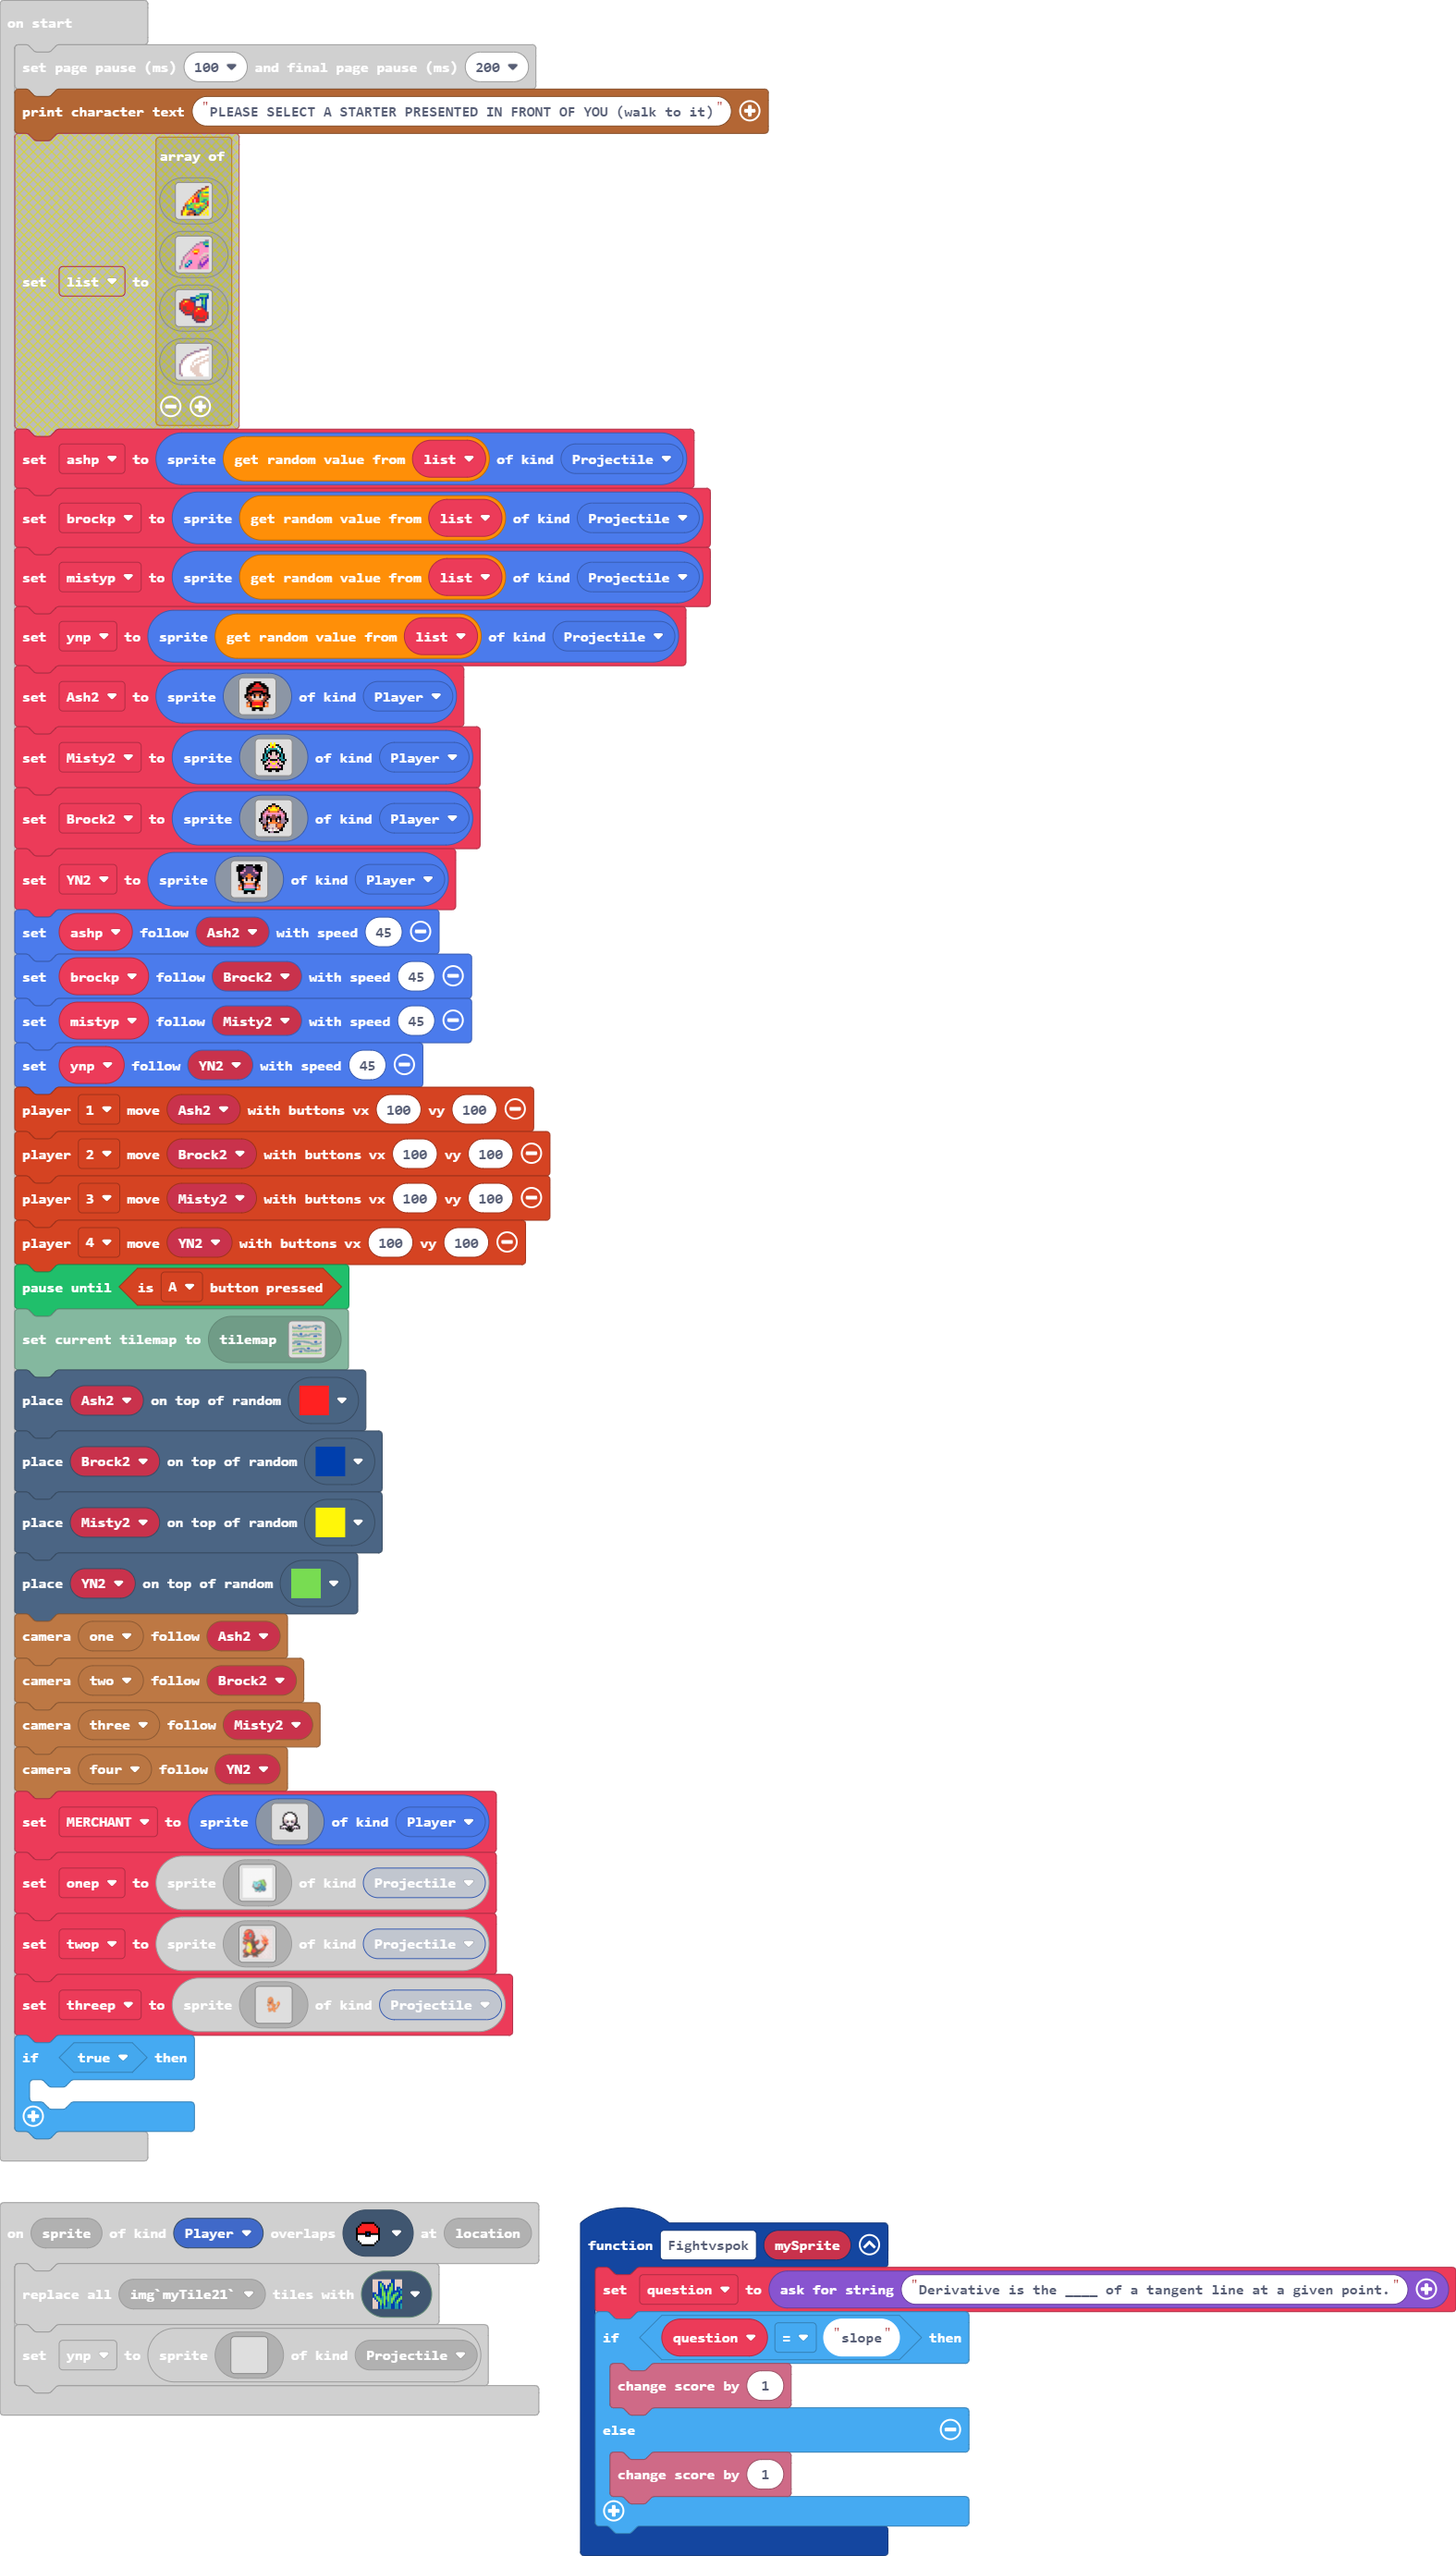 on start
set page pause (ms) 100 and final page pause (ms) 200
print character text "PLEASE SELECT A STARTER PRESENTED IN FRONT OF YOU (walk to it)"
array of
set list to
set ashp to sprite get random value from list of kind Projectile
set brockp to sprite get random value from list of kind Projectile
set mistyp to sprite get random value from list of kind Projectile
set ynp to sprite get random value from list of kind Projectile
set Ash2 to sprite of kind Player
set Misty2 to sprite of kind Player
set Brock2 to sprite of kind Player
set YN2 to sprite of kind Player
set ashp follow Ash2 with speed 45
set brockp follow Brock2 with speed 45
set mistyp follow Misty2 with speed 45
set ynp follow YN2 with speed 45
player 1 move Ash2 with buttons vx 100 vy 100
player 2 move Brock2 with buttons vx 100 vy 100
player 3 move Misty2 with buttons vx 100 vy 100
player 4 move YN2 with buttons vx 100 vy 100
pause until is A button pressed
set current tilemap to tilemap
place Ash2 on top of random
place Brock2 on top of random
place Misty2 on top of random
place YN2 on top of random
camera one follow Ash2
camera two follow Brock2
camera three follow Misty2
camera four follow YN2
set MERCHANT to sprite of kind Player
set onep to sprite of kind Projectile
set twop to sprite of kind Projectile
set threep to sprite of kind Projectile
if true then
on sprite of kind Player overlaps at location
replace all img`myTile21` tiles with
set ynp to sprite of kind Projectile
function Fightvspok mySprite
set question to ask for string "Derivative is the ____ of a tangent line at a given point."
if question = "slope" then
change score by 1
else
change score by 1